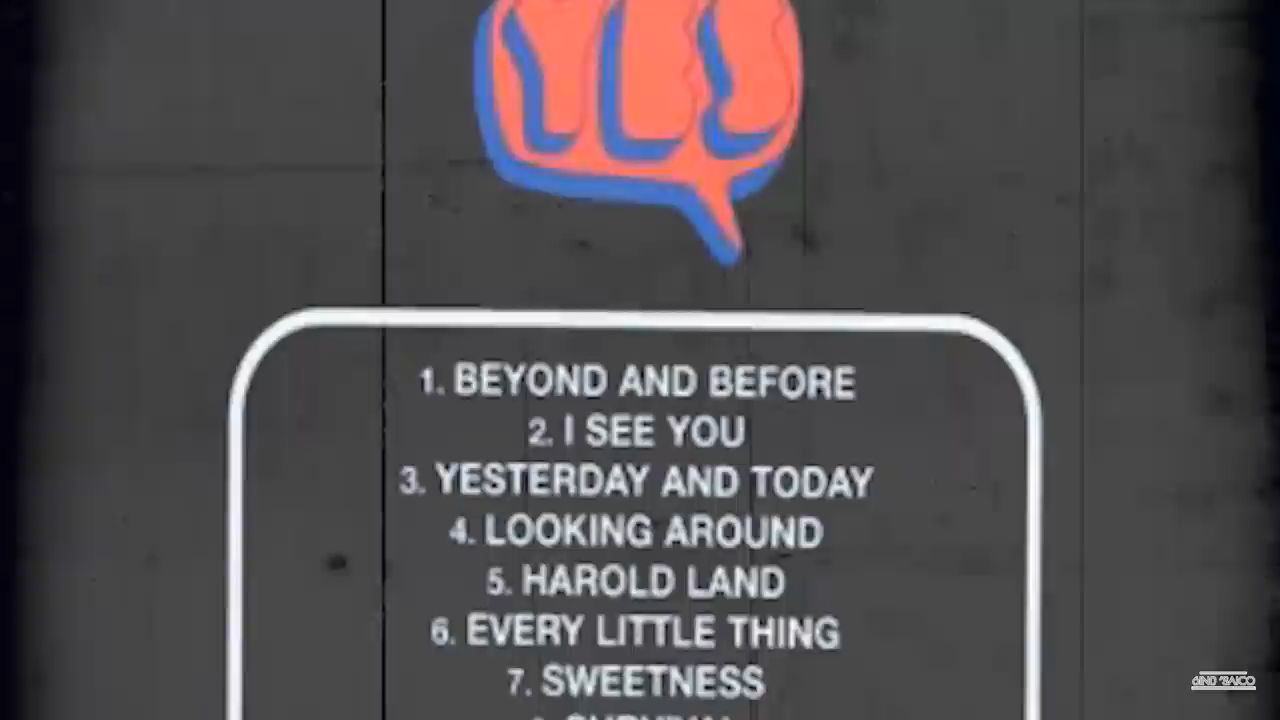 YES
1. BEYOND AND BEFORE
2. I SEE YOU
3. YESTERDAY AND TODAY
4. LOOKING AROUND
5. HAROLD LAND
6. EVERY LITTLE THING
7. SWEETNESS